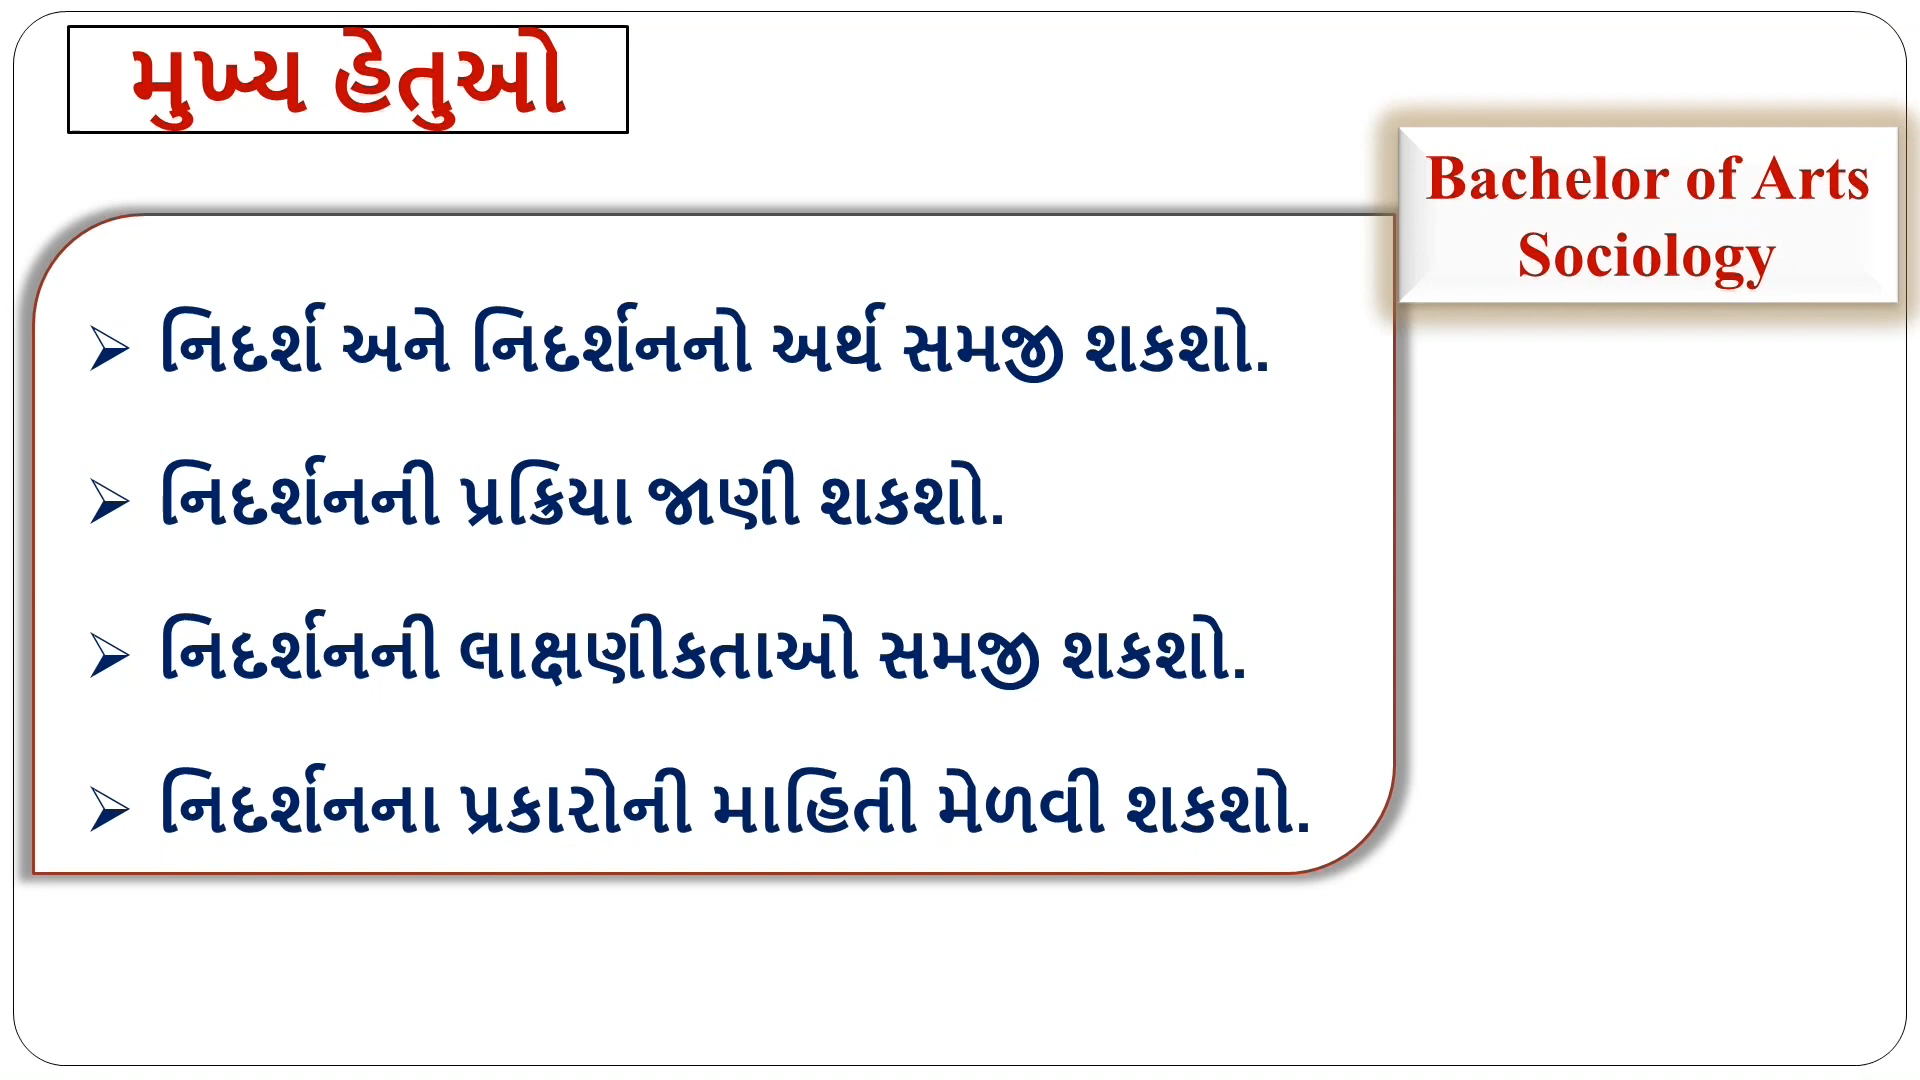 મુખ્ય હેતુઓ
Bachelor of Arts
Sociology
➢ નિદર્શ અને નિદર્શનનો અર્થ સમજી શકશો.
➢ નિદર્શનની પ્રક્રિયા જાણી શકશો.
➢ નિદર્શનની લાક્ષણીકતાઓ સમજી શકશો.
➢ નિદર્શનના પ્રકારોની માહિતી મેળવી શકશો.